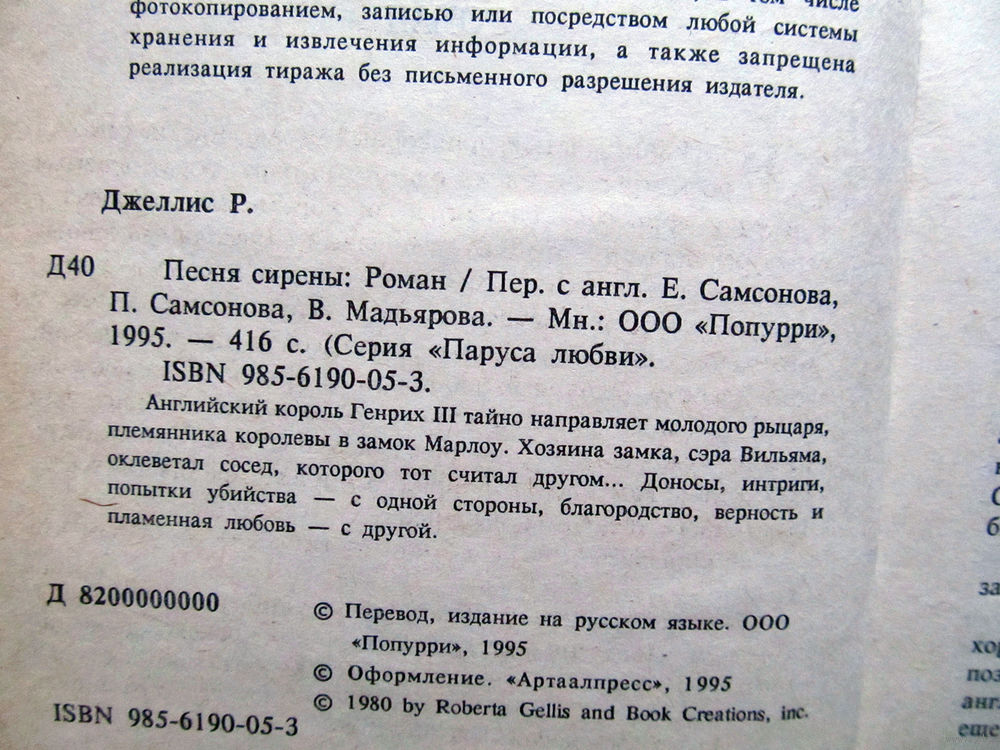 числе
фотокопированием, записью или посредством любой системы
хранения и извлечения информации, а также запрещена
реализация тиража без письменного разрешения издателя.
Джеллис Р.
Д40 Песня сирены: Роман / Пер. с англ. Е. Самсонова,
П. Самсонова, В. Мадьярова. — Мн.: ООО «Попурри»,
1995. — 416 с. (Серия «Паруса любви».
ISBN 985-6190-05-3.
Английский король Генрих III тайно направляет молодого рыцаря,
племянника королевы в замок Марлоу. Хозяина замка, сэра Вильяма,
оклеветал сосед, которого тот считал другом... Доносы, интриги,
попытки убийства — с одной стороны, благородство, верность и
пламенная любовь — с другой.
Д 8200000000
© Перевод, издание на русском языке. ООО
«Попурри», 1995
© Оформление. «Артаалпресс», 1995
© 1980 by Roberta Gellis and Book Creations, inc.
ISBN 985-6190-05-3